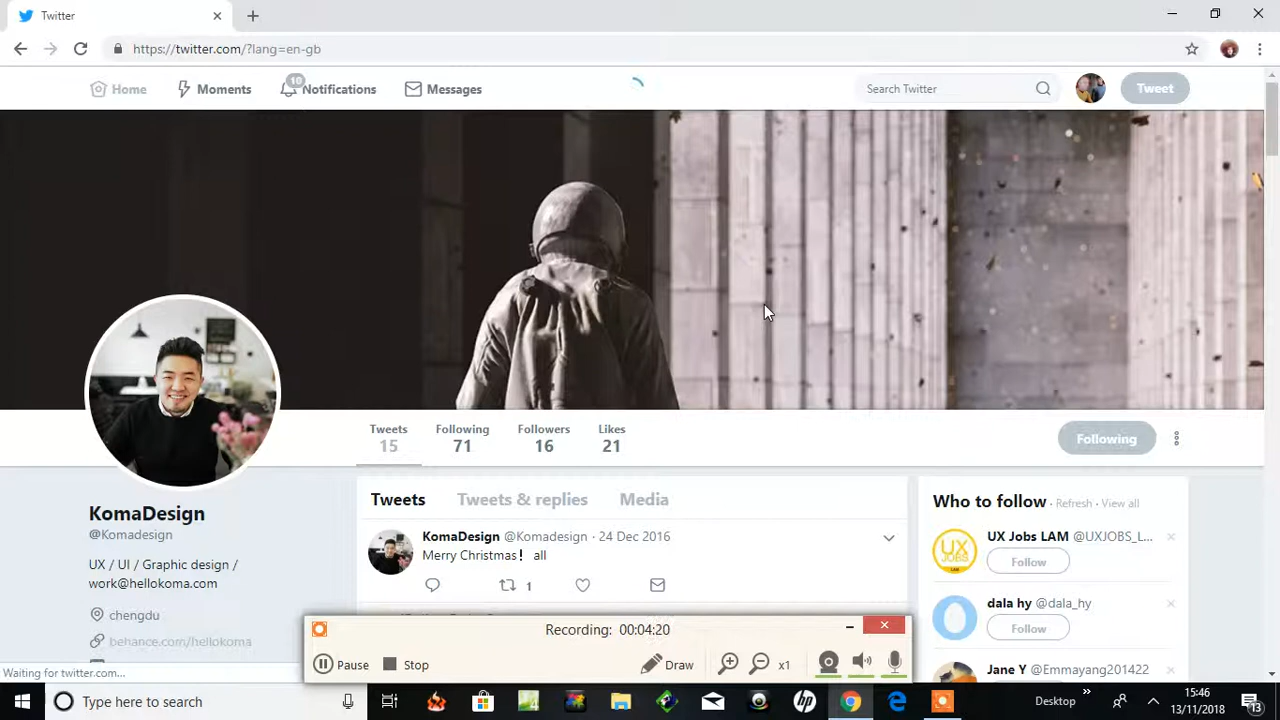 Twitter
https://twitter.com/?lang=en-gb
Home
Moments
10
Notifications
Messages
Search Twitter
Tweet
Tweets
15
Following
71
Followers
16
Likes
21
Following
KomaDesign
@Komadesign
UX / UI / Graphic design /
work@hellokoma.com
chengdu
behance.com/hellokoma
Tweets
Tweets & replies
Media
KomaDesign @Komadesign · 24 Dec 2016
Merry Christmas！ all
1
Who to follow · Refresh · View all
UX
JOBS
UX Jobs LAM @UXJOBS_L...
Follow
dala hy @dala_hy
Follow
Jane Y @Emmayang201422
Recording: 00:04:20
Pause
Stop
Draw
x1
Waiting for twitter.com...
Type here to search
Desktop
15:46
13/11/2018
13